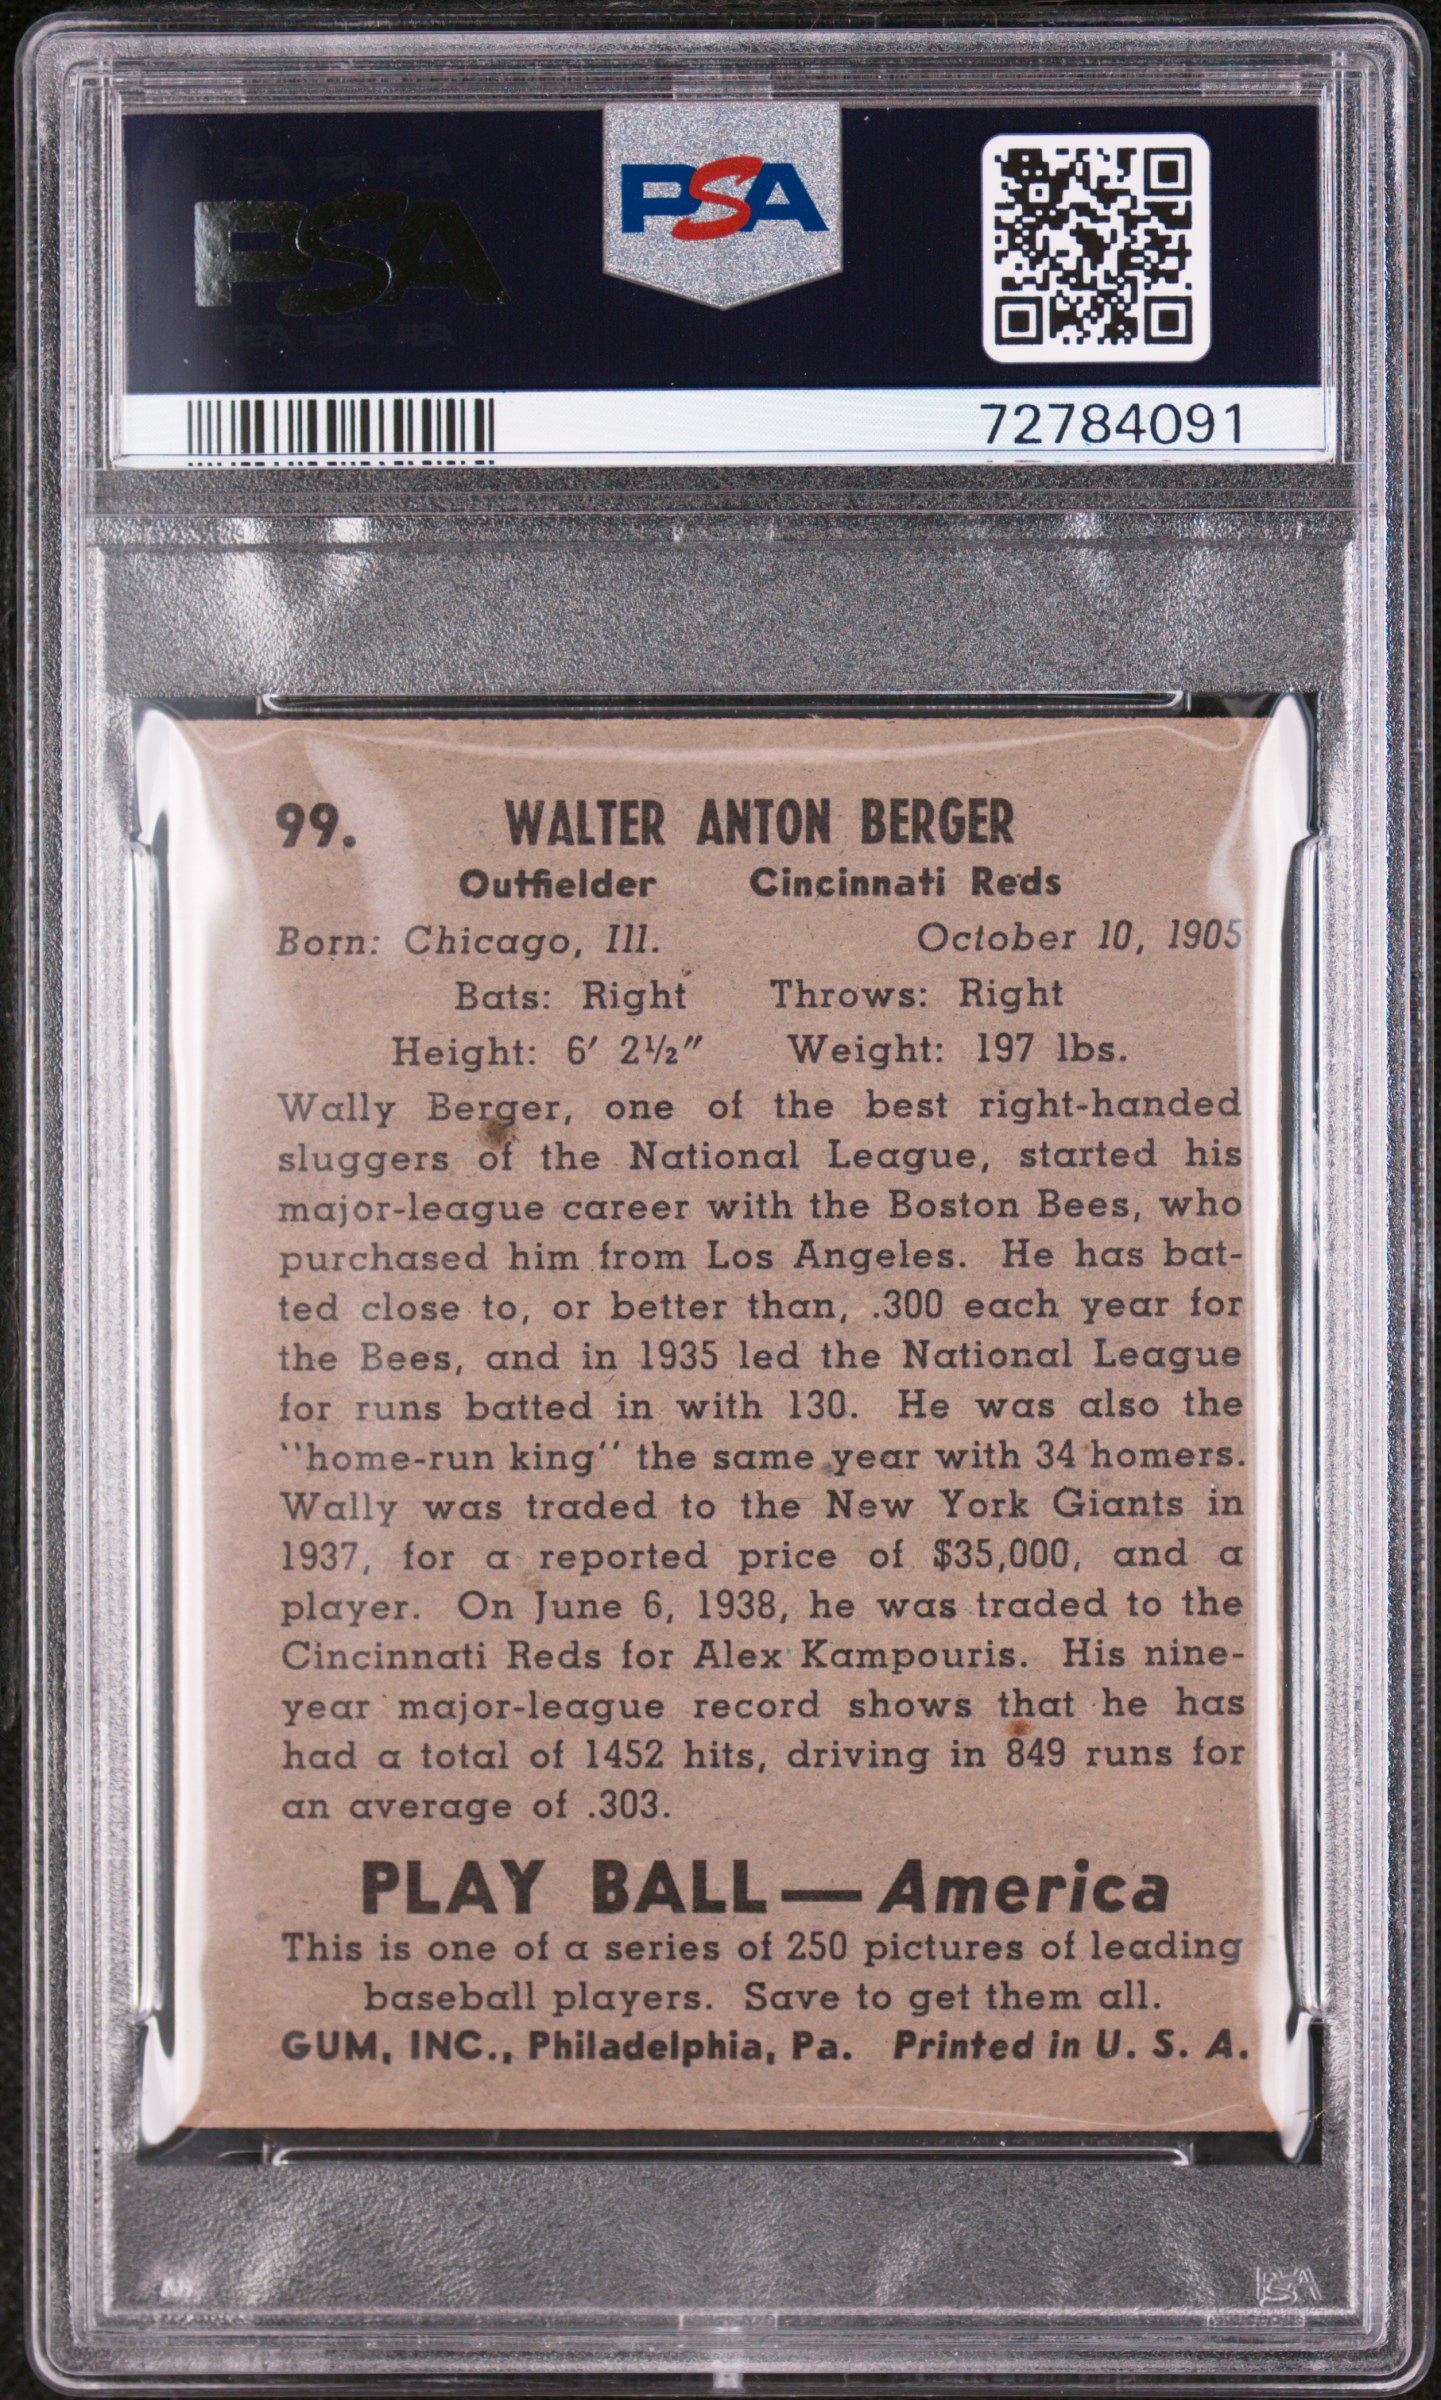 PSA
PSA
72784091
99. WALTER ANTON BERGER
Outfielder Cincinnati Reds
Born: Chicago, Ill. October 10, 1905
Bats: Right Throws: Right
Height: 6′ 2½″ Weight: 197 lbs.
Wally Berger, one of the best right-handed
sluggers of the National League, started his
major-league career with the Boston Bees, who
purchased him from Los Angeles. He has bat-
ted close to, or better than, .300 each year for
the Bees, and in 1935 led the National League
for runs batted in with 130. He was also the
"home-run king" the same year with 34 homers.
Wally was traded to the New York Giants in
1937, for a reported price of $35,000, and a
player. On June 6, 1938, he was traded to the
Cincinnati Reds for Alex Kampouris. His nine-
year major-league record shows that he has
had a total of 1452 hits, driving in 849 runs for
an average of .303.
PLAY BALL — America
This is one of a series of 250 pictures of leading
baseball players. Save to get them all.
GUM, INC., Philadelphia, Pa. Printed in U. S. A.
PSA